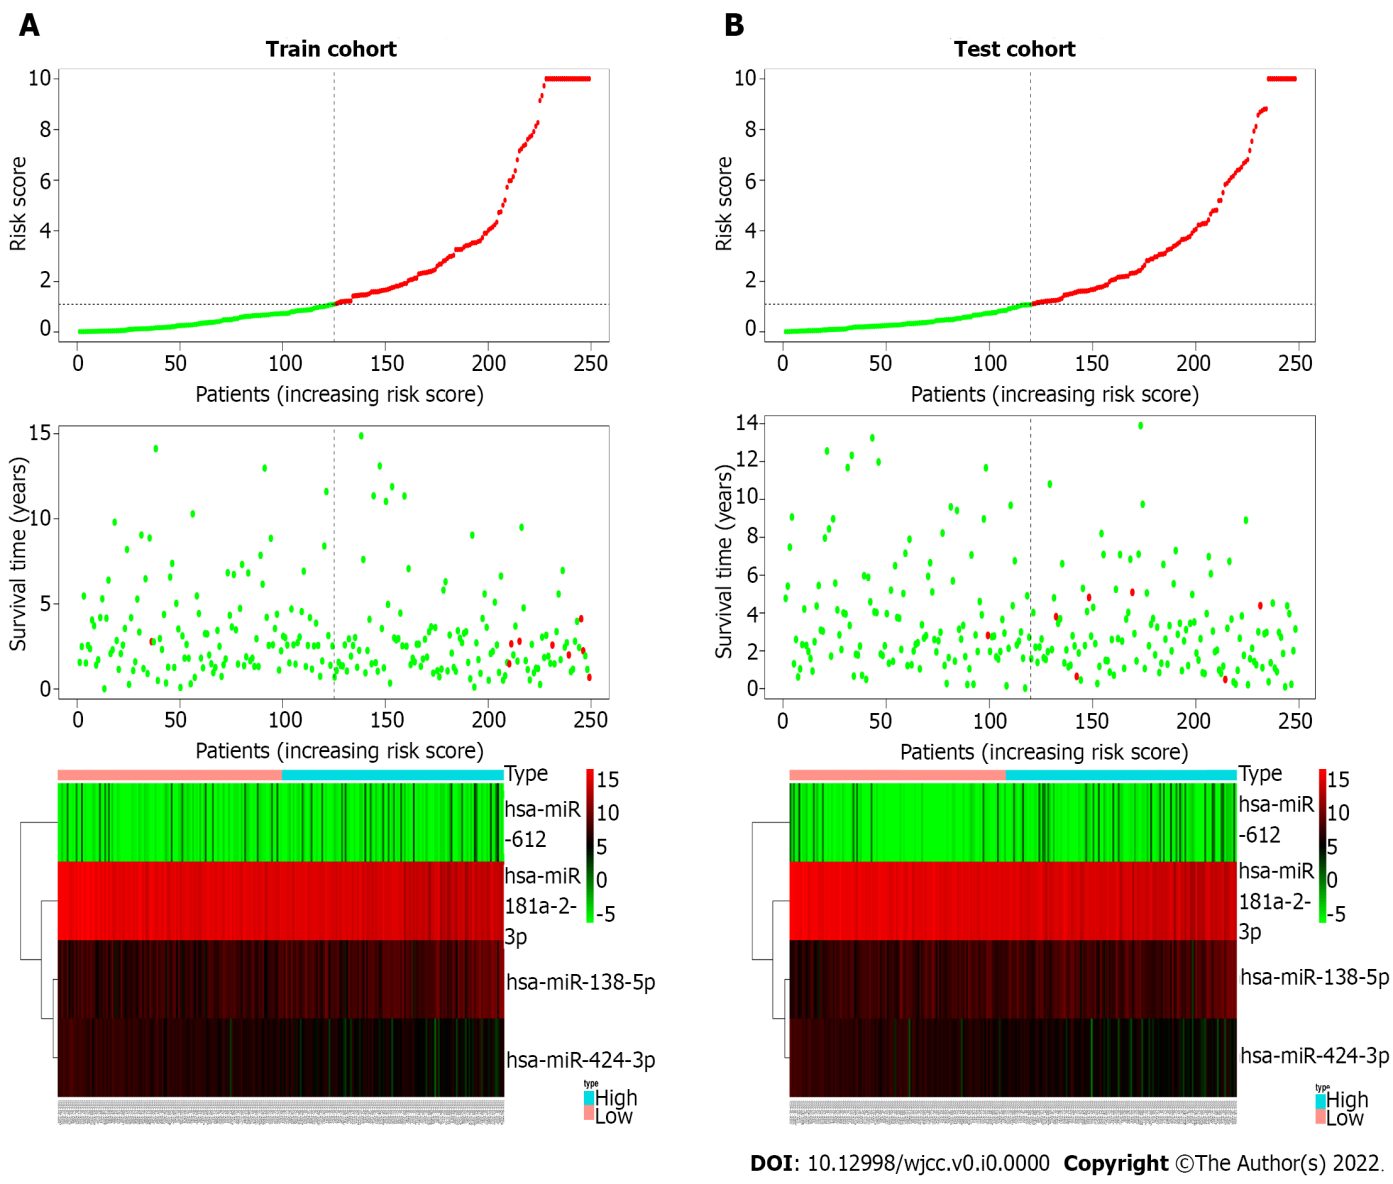 A
Train cohort
10
8
6
4
2
0
Risk score
0 50 100 150 200 250
Patients (increasing risk score)
15
10
5
0
Survival time (years)
0 50 100 150 200 250
Patients (increasing risk score)
Type
hsa-miR
-612
hsa-miR
181a-2-
3p
hsa-miR-138-5p
hsa-miR-424-3p
15
10
5
0
-5
type
High
Low
B
Test cohort
10
8
6
4
2
0
Risk score
0 50 100 150 200 250
Patients (increasing risk score)
14
12
10
8
6
4
2
0
Survival time (years)
0 50 100 150 200 250
Patients (increasing risk score)
Type
hsa-miR
-612
hsa-miR
181a-2-
3p
hsa-miR-138-5p
hsa-miR-424-3p
15
10
5
0
-5
type
High
Low
DOI: 10.12998/wjcc.v0.i0.0000 Copyright ©The Author(s) 2022.